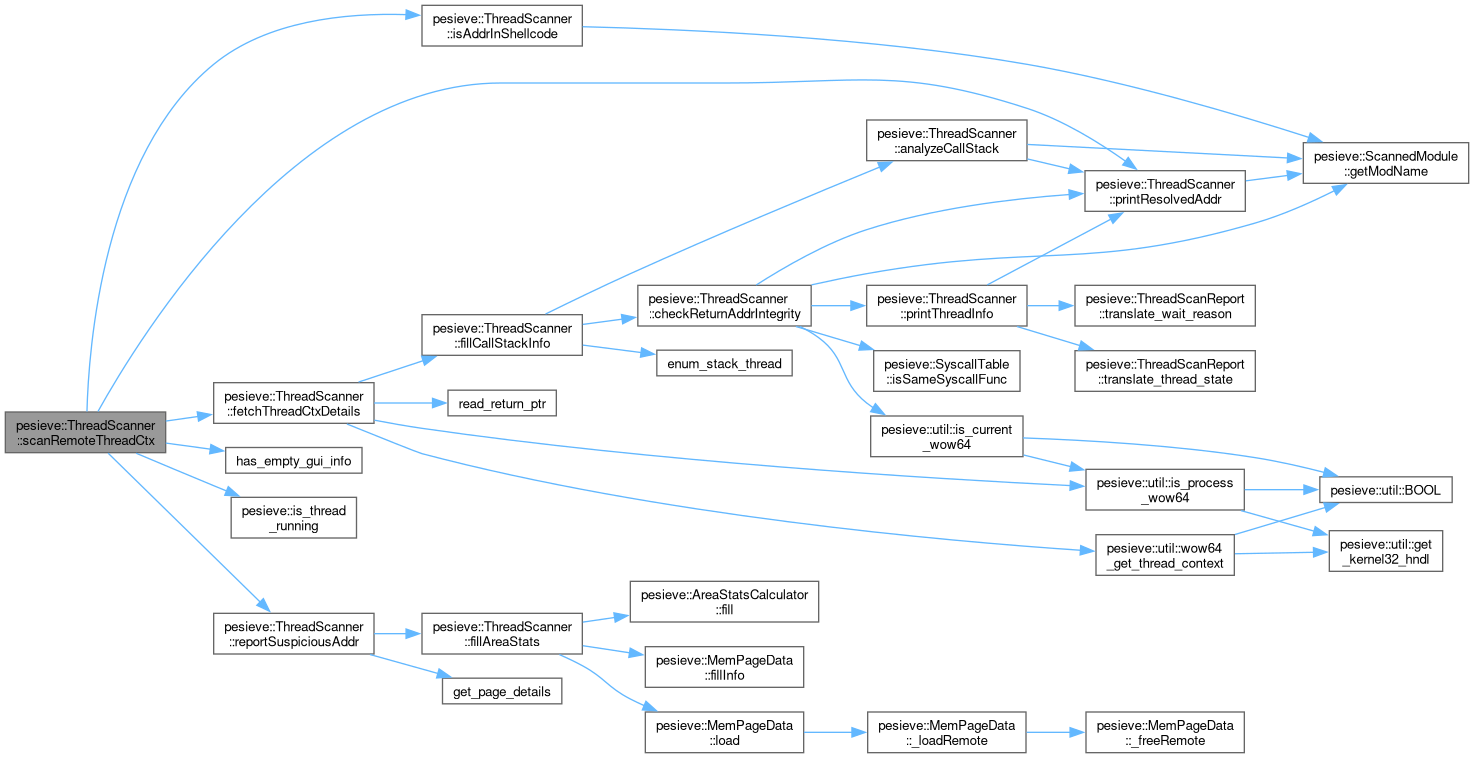 pesieve::ThreadScanner
::isAddrInShellcode
pesieve::ThreadScanner
::analyzeCallStack
pesieve::ScannedModule
::getModName
pesieve::ThreadScanner
::printResolvedAddr
pesieve::ThreadScanner
::checkReturnAddrIntegrity
pesieve::ThreadScanner
::printThreadInfo
pesieve::ThreadScanReport
::translate_wait_reason
pesieve::ThreadScanner
::fillCallStackInfo
enum_stack_thread
pesieve::SyscallTable
::isSameSyscallFunc
pesieve::ThreadScanReport
::translate_thread_state
pesieve::ThreadScanner
::fetchThreadCtxDetails
read_return_ptr
pesieve::ThreadScanner
::scanRemoteThreadCtx
pesieve::util::is_current
_wow64
has_empty_gui_info
pesieve::util::is_process
_wow64
pesieve::util::BOOL
pesieve::is_thread
_running
pesieve::util::wow64
_get_thread_context
pesieve::util::get
_kernel32_hndl
pesieve::ThreadScanner
::reportSuspiciousAddr
pesieve::ThreadScanner
::fillAreaStats
pesieve::AreaStatsCalculator
::fill
pesieve::MemPageData
::fillInfo
get_page_details
pesieve::MemPageData
::load
pesieve::MemPageData
::_loadRemote
pesieve::MemPageData
::_freeRemote